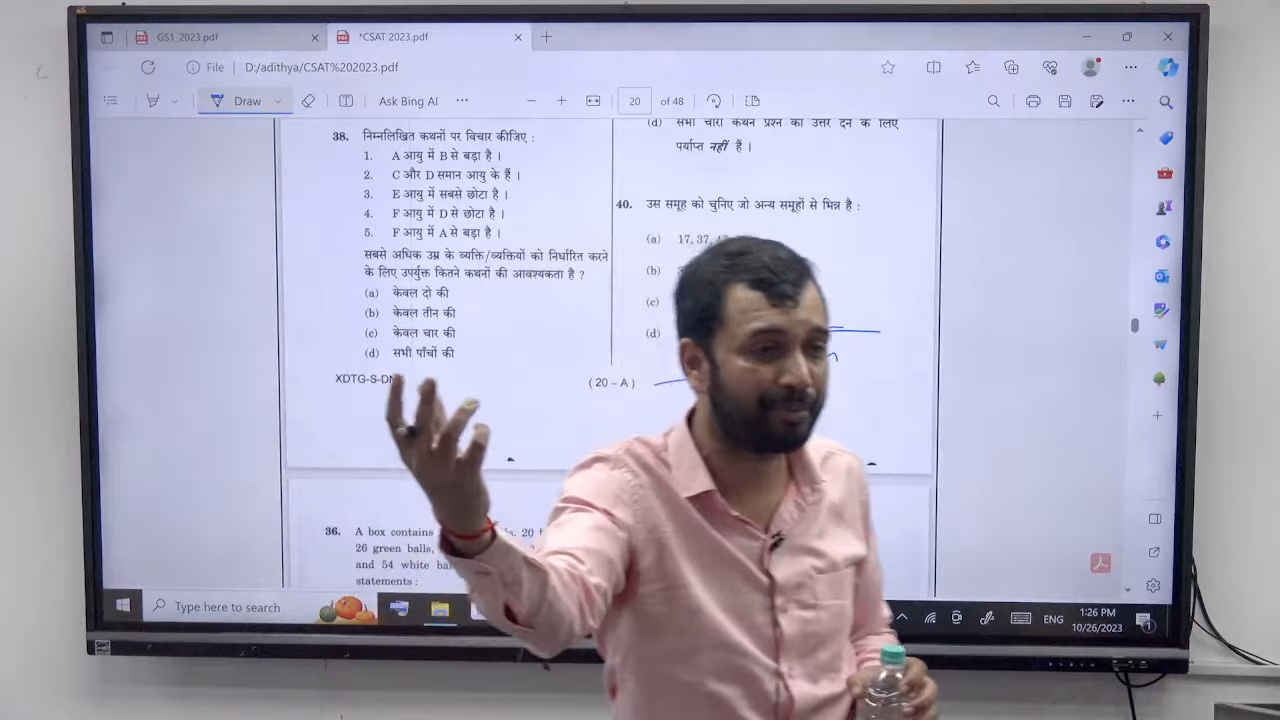 GS1_2023.pdf
*CSAT 2023.pdf
File D:/adithya/CSAT%202023.pdf
Draw
Ask Bing AI
20 of 48
38. निम्नलिखित कथनों पर विचार कीजिए :
1. A आयु में B से बड़ा है ।
2. C और D समान आयु के हैं ।
3. E आयु में सबसे छोटा है ।
4. F आयु में D से छोटा है ।
5. F आयु में A से बड़ा है ।
सबसे अधिक उम्र के व्यक्ति/व्यक्तियों को निर्धारित करने
के लिए उपर्युक्त कितने कथनों की आवश्यकता है ?
(a) केवल दो की
(b) केवल तीन की
(c) केवल चार की
(d) सभी पाँचों की
XDTG-S-D
(d) सभी चारों कथन प्रश्न का उत्तर देने के लिए
पर्याप्त नहीं हैं ।
40. उस समूह को चुनिए जो अन्य समूहों से भिन्न है :
(a) 17, 37,
(b)
(c)
(d)
( 20 – A )
36. A box contains
26 green balls,
and 54 white
statements :
Type here to search
ENG
1:26 PM
10/26/2023